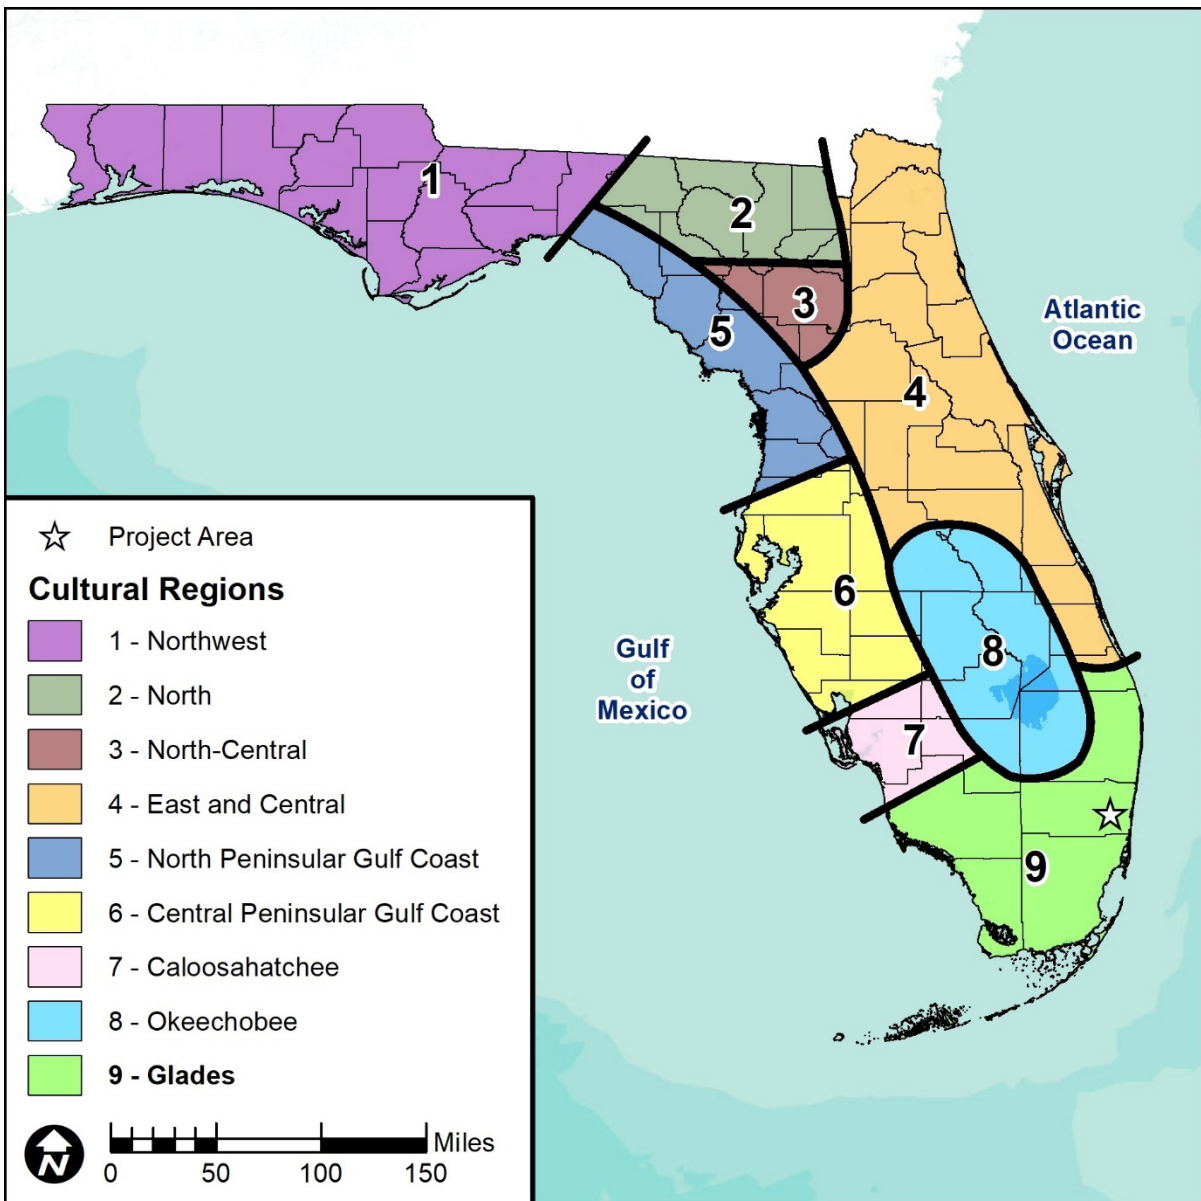 1
2
3
5
4
Atlantic
Ocean
6
8
Gulf
of
Mexico
7
9
Project Area
Cultural Regions
1 - Northwest
2 - North
3 - North-Central
4 - East and Central
5 - North Peninsular Gulf Coast
6 - Central Peninsular Gulf Coast
7 - Caloosahatchee
8 - Okeechobee
9 - Glades
N
Miles
0 50 100 150